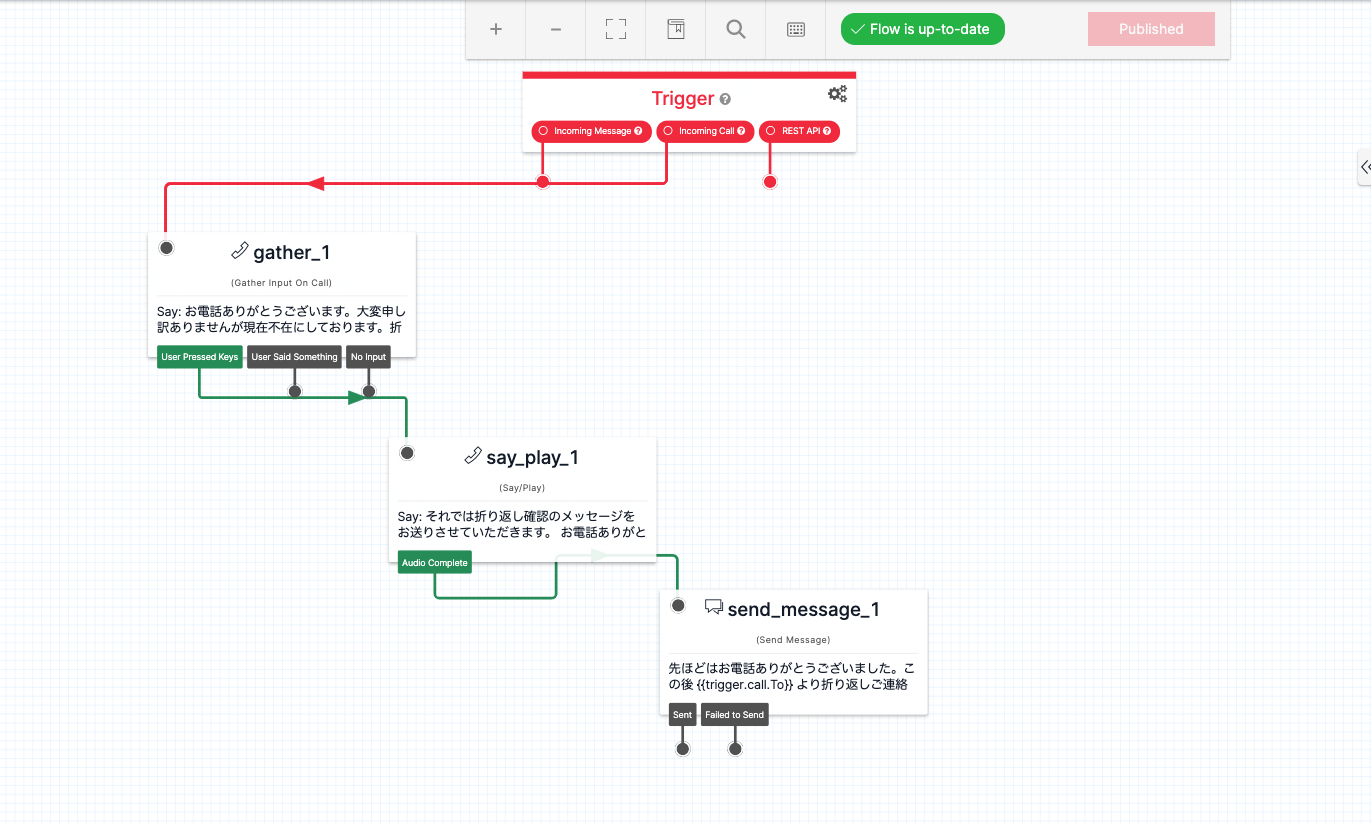 Flow is up-to-date
Published
Trigger
Incoming Message
Incoming Call
REST API
gather_1
(Gather Input On Call)
Say: お電話ありがとうございます。大変申し
訳ありませんが現在不在にしております。折
User Pressed Keys
User Said Something
No Input
say_play_1
(Say/Play)
Say: それでは折り返し確認のメッセージを
お送りさせていただきます。 お電話ありがと
Audio Complete
send_message_1
(Send Message)
先ほどはお電話ありがとうございました。こ
の後 {{trigger.call.To}} より折り返しご連絡
Sent
Failed to Send